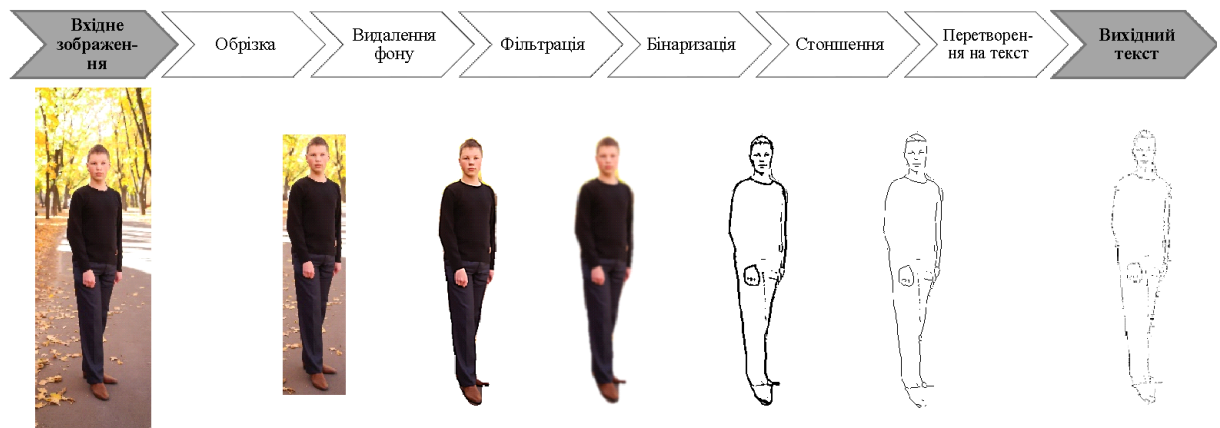 Вхідне
зображен-
ня
Обрізка
Видалення
фону
Фільтрація
Бінаризація
Стоншення
Перетворен-
ня на текст
Вихідний
текст